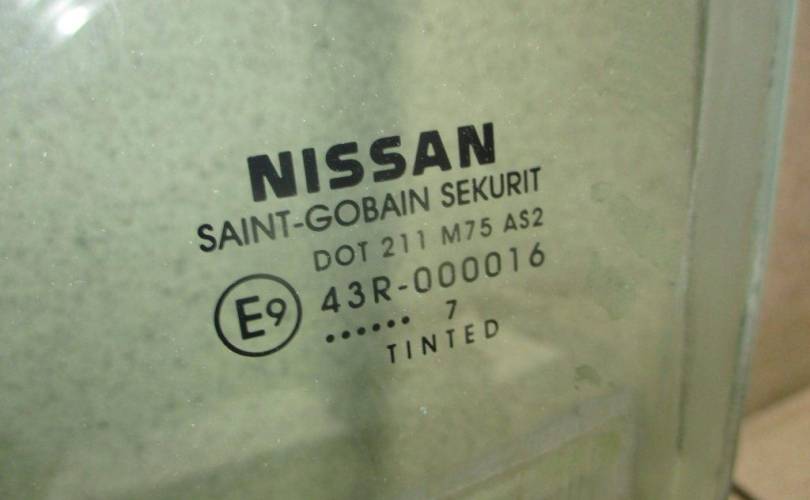 NISSAN
SAINT-GOBAIN SEKURIT
DOT 211 M75 AS2
E9 43R-000016
...... 7
TINTED